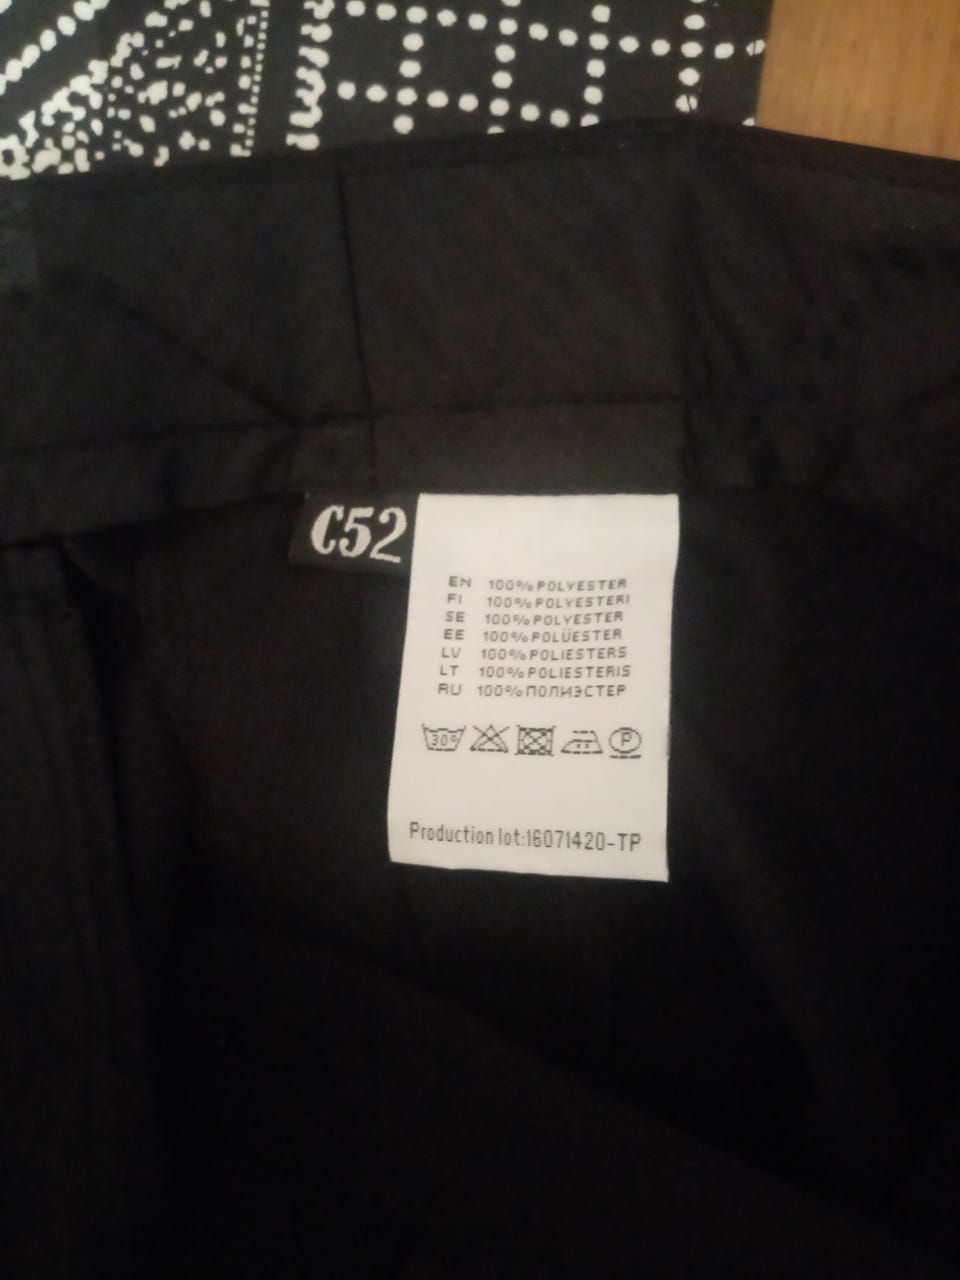 C52
EN 100% POLYESTER
FI 100% POLYESTERI
SE 100% POLYESTER
EE 100% POLÜESTER
LV 100% POLIESTERS
LT 100% POLIESTERIS
RU 100% ПОЛИЭСТЕР
30° P
Production lot:16071420-TP